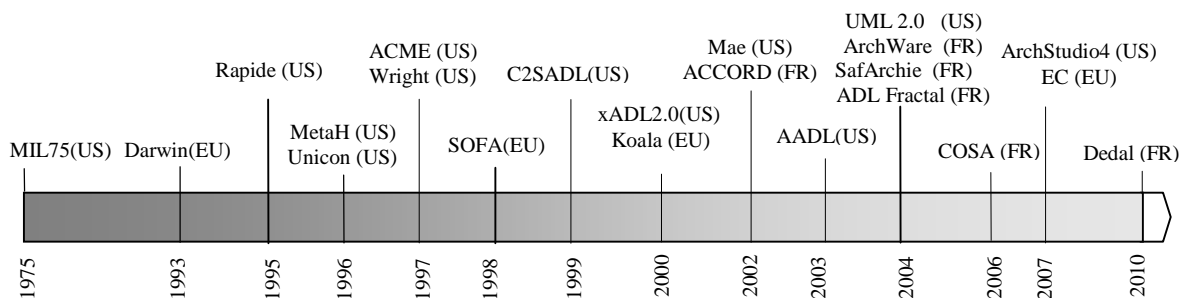 MIL75(US)
Darwin(EU)
Rapide (US)
MetaH (US)
Unicon (US)
ACME (US)
Wright (US)
SOFA(EU)
C2SADL(US)
xADL2.0(US)
Koala (EU)
Mae (US)
ACCORD (FR)
AADL(US)
UML 2.0 (US)
ArchWare (FR)
SafArchie (FR)
ADL Fractal (FR)
COSA (FR)
ArchStudio4 (US)
EC (EU)
Dedal (FR)
1975
1993
1995
1996
1997
1998
1999
2000
2002
2003
2004
2006
2007
2010